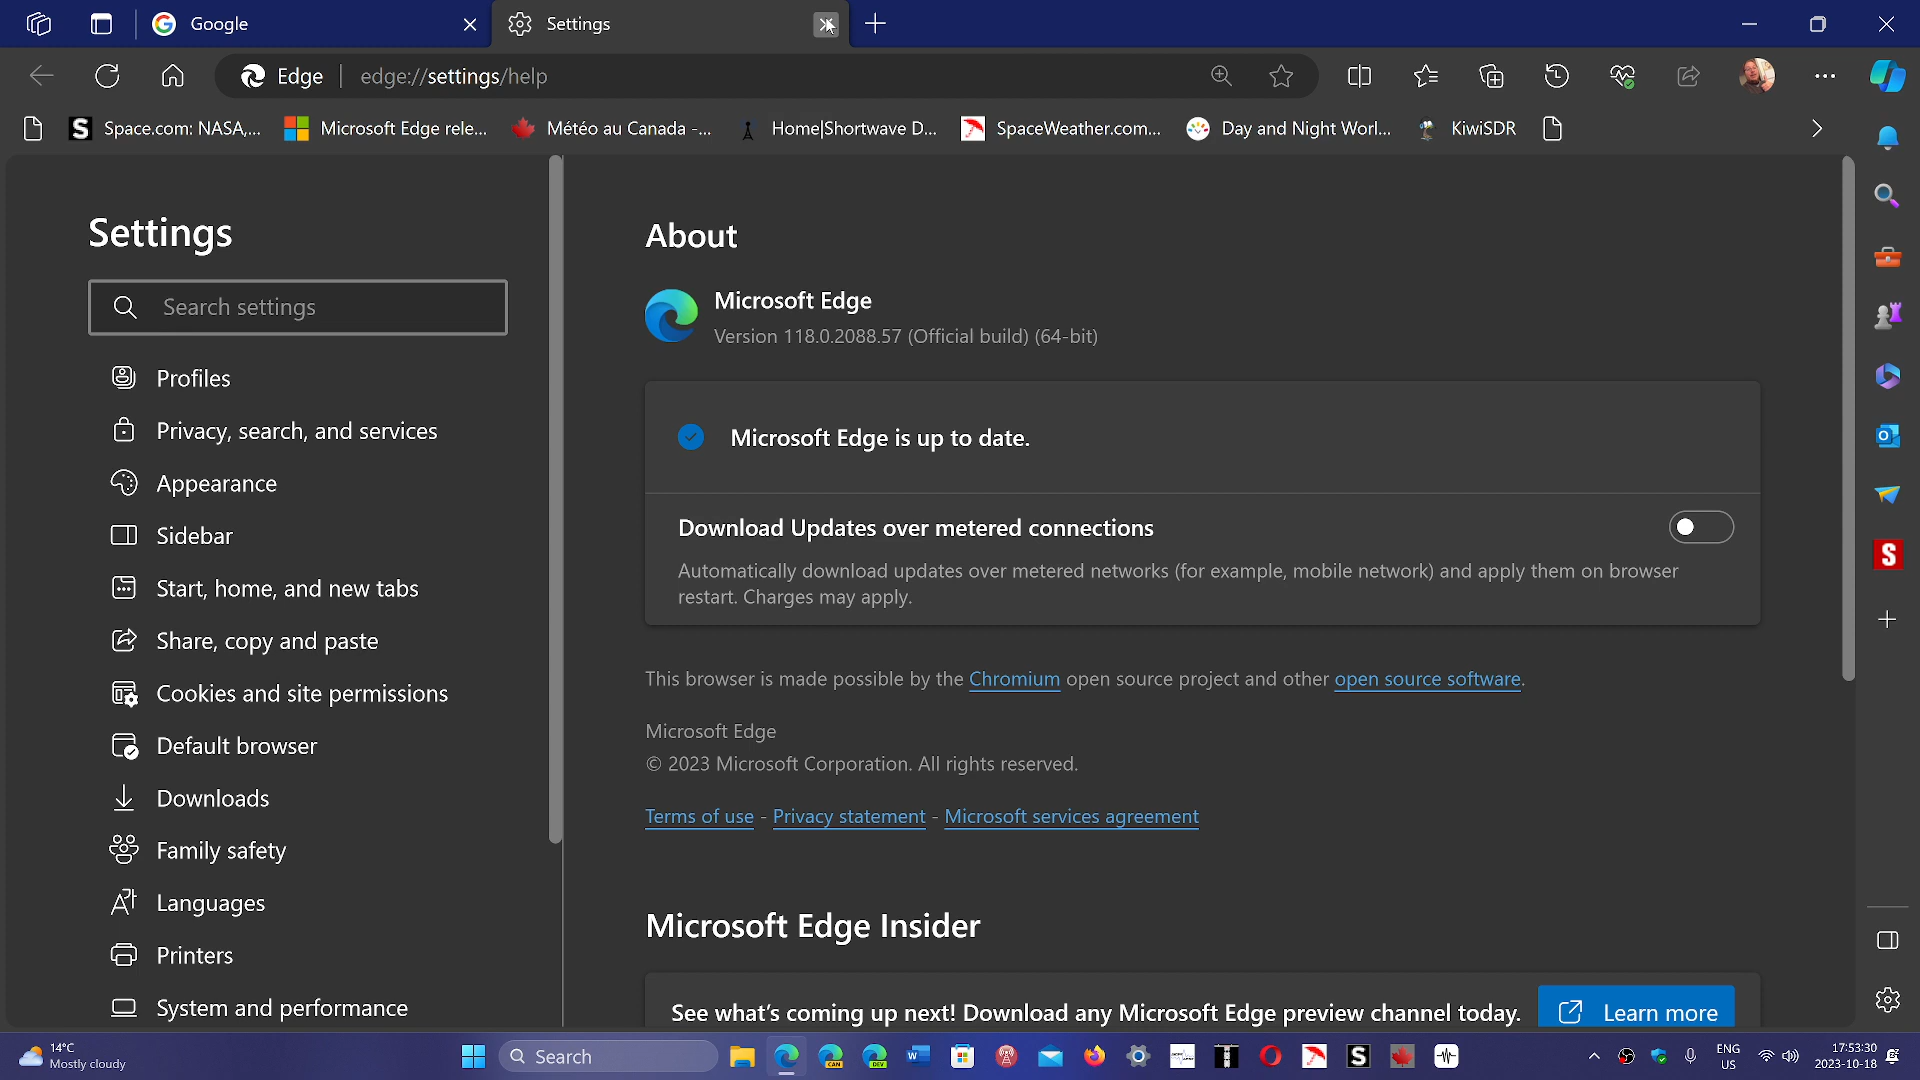 Google
Settings
Edge
edge://settings/help
Space.com: NASA,...
Microsoft Edge rele...
Météo au Canada -...
Home|Shortwave D...
SpaceWeather.com...
Day and Night Worl...
KiwiSDR
Settings
Search settings
Profiles
Privacy, search, and services
Appearance
Sidebar
Start, home, and new tabs
Share, copy and paste
Cookies and site permissions
Default browser
Downloads
Family safety
Languages
Printers
System and performance
About
Microsoft Edge
Version 118.0.2088.57 (Official build) (64-bit)
Microsoft Edge is up to date.
Download Updates over metered connections
Automatically download updates over metered networks (for example, mobile network) and apply them on browser
restart. Charges may apply.
This browser is made possible by the Chromium open source project and other open source software.
Microsoft Edge
© 2023 Microsoft Corporation. All rights reserved.
Terms of use - Privacy statement - Microsoft services agreement
Microsoft Edge Insider
See what's coming up next! Download any Microsoft Edge preview channel today.
Learn more
14°C
Mostly cloudy
Search
CAN
DEV
ENG
US
17:53:30
2023-10-18